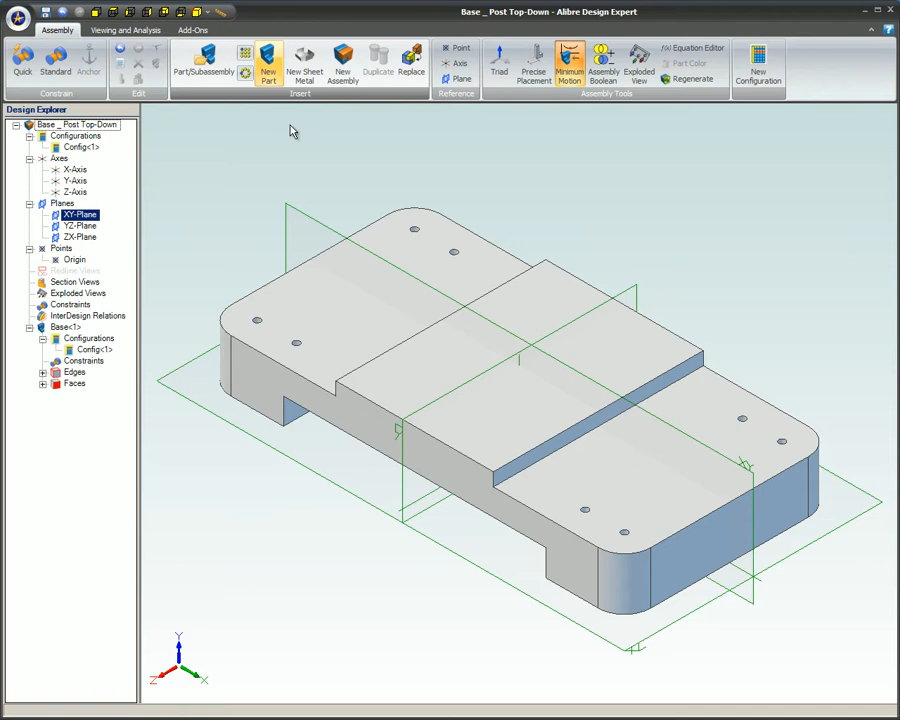 Base _ Post Top-Down - Alibre Design Expert
Assembly Viewing and Analysis Add-Ons
Quick Standard Anchor
Constrain
Edit
Part/Subassembly New Part New Sheet Metal New Assembly Duplicate Replace
Insert
Point
Axis
Plane
Reference
Triad Precise Placement Minimum Motion Assembly Boolean Exploded View
Equation Editor
Part Color
Regenerate
Assembly Tools
New Configuration
Design Explorer
Base _ Post Top-Down
Configurations
Config<1>
Axes
X-Axis
Y-Axis
Z-Axis
Planes
XY-Plane
YZ-Plane
ZX-Plane
Points
Origin
Redline Views
Section Views
Exploded Views
Constraints
InterDesign Relations
Base<1>
Configurations
Config<1>
Constraints
Edges
Faces
Y
Z
X